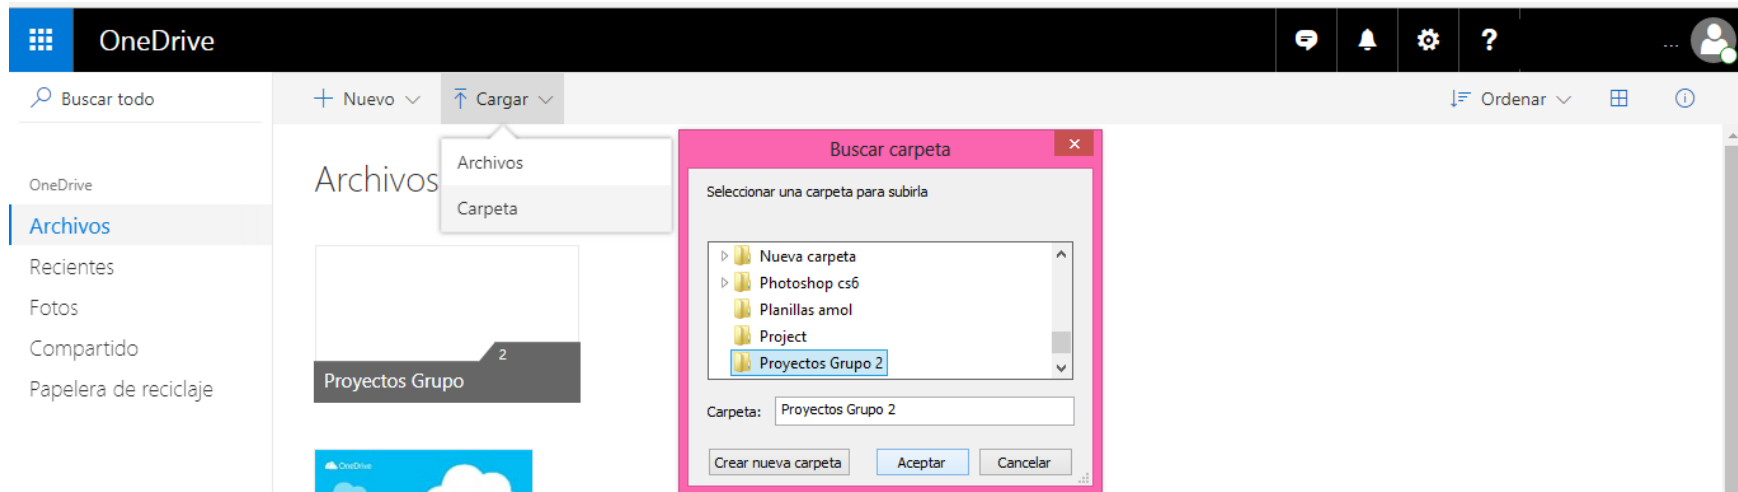 OneDrive
? ...
Buscar todo
Nuevo
Cargar
Ordenar
Archivos
Archivos
Carpeta
OneDrive
Archivos
Recientes
Fotos
Compartido
Papelera de reciclaje
2
Proyectos Grupo
OneDrive
Buscar carpeta
Seleccionar una carpeta para subirla
Nueva carpeta
Photoshop cs6
Planillas amol
Project
Proyectos Grupo 2
Carpeta: Proyectos Grupo 2
Crear nueva carpeta Aceptar Cancelar